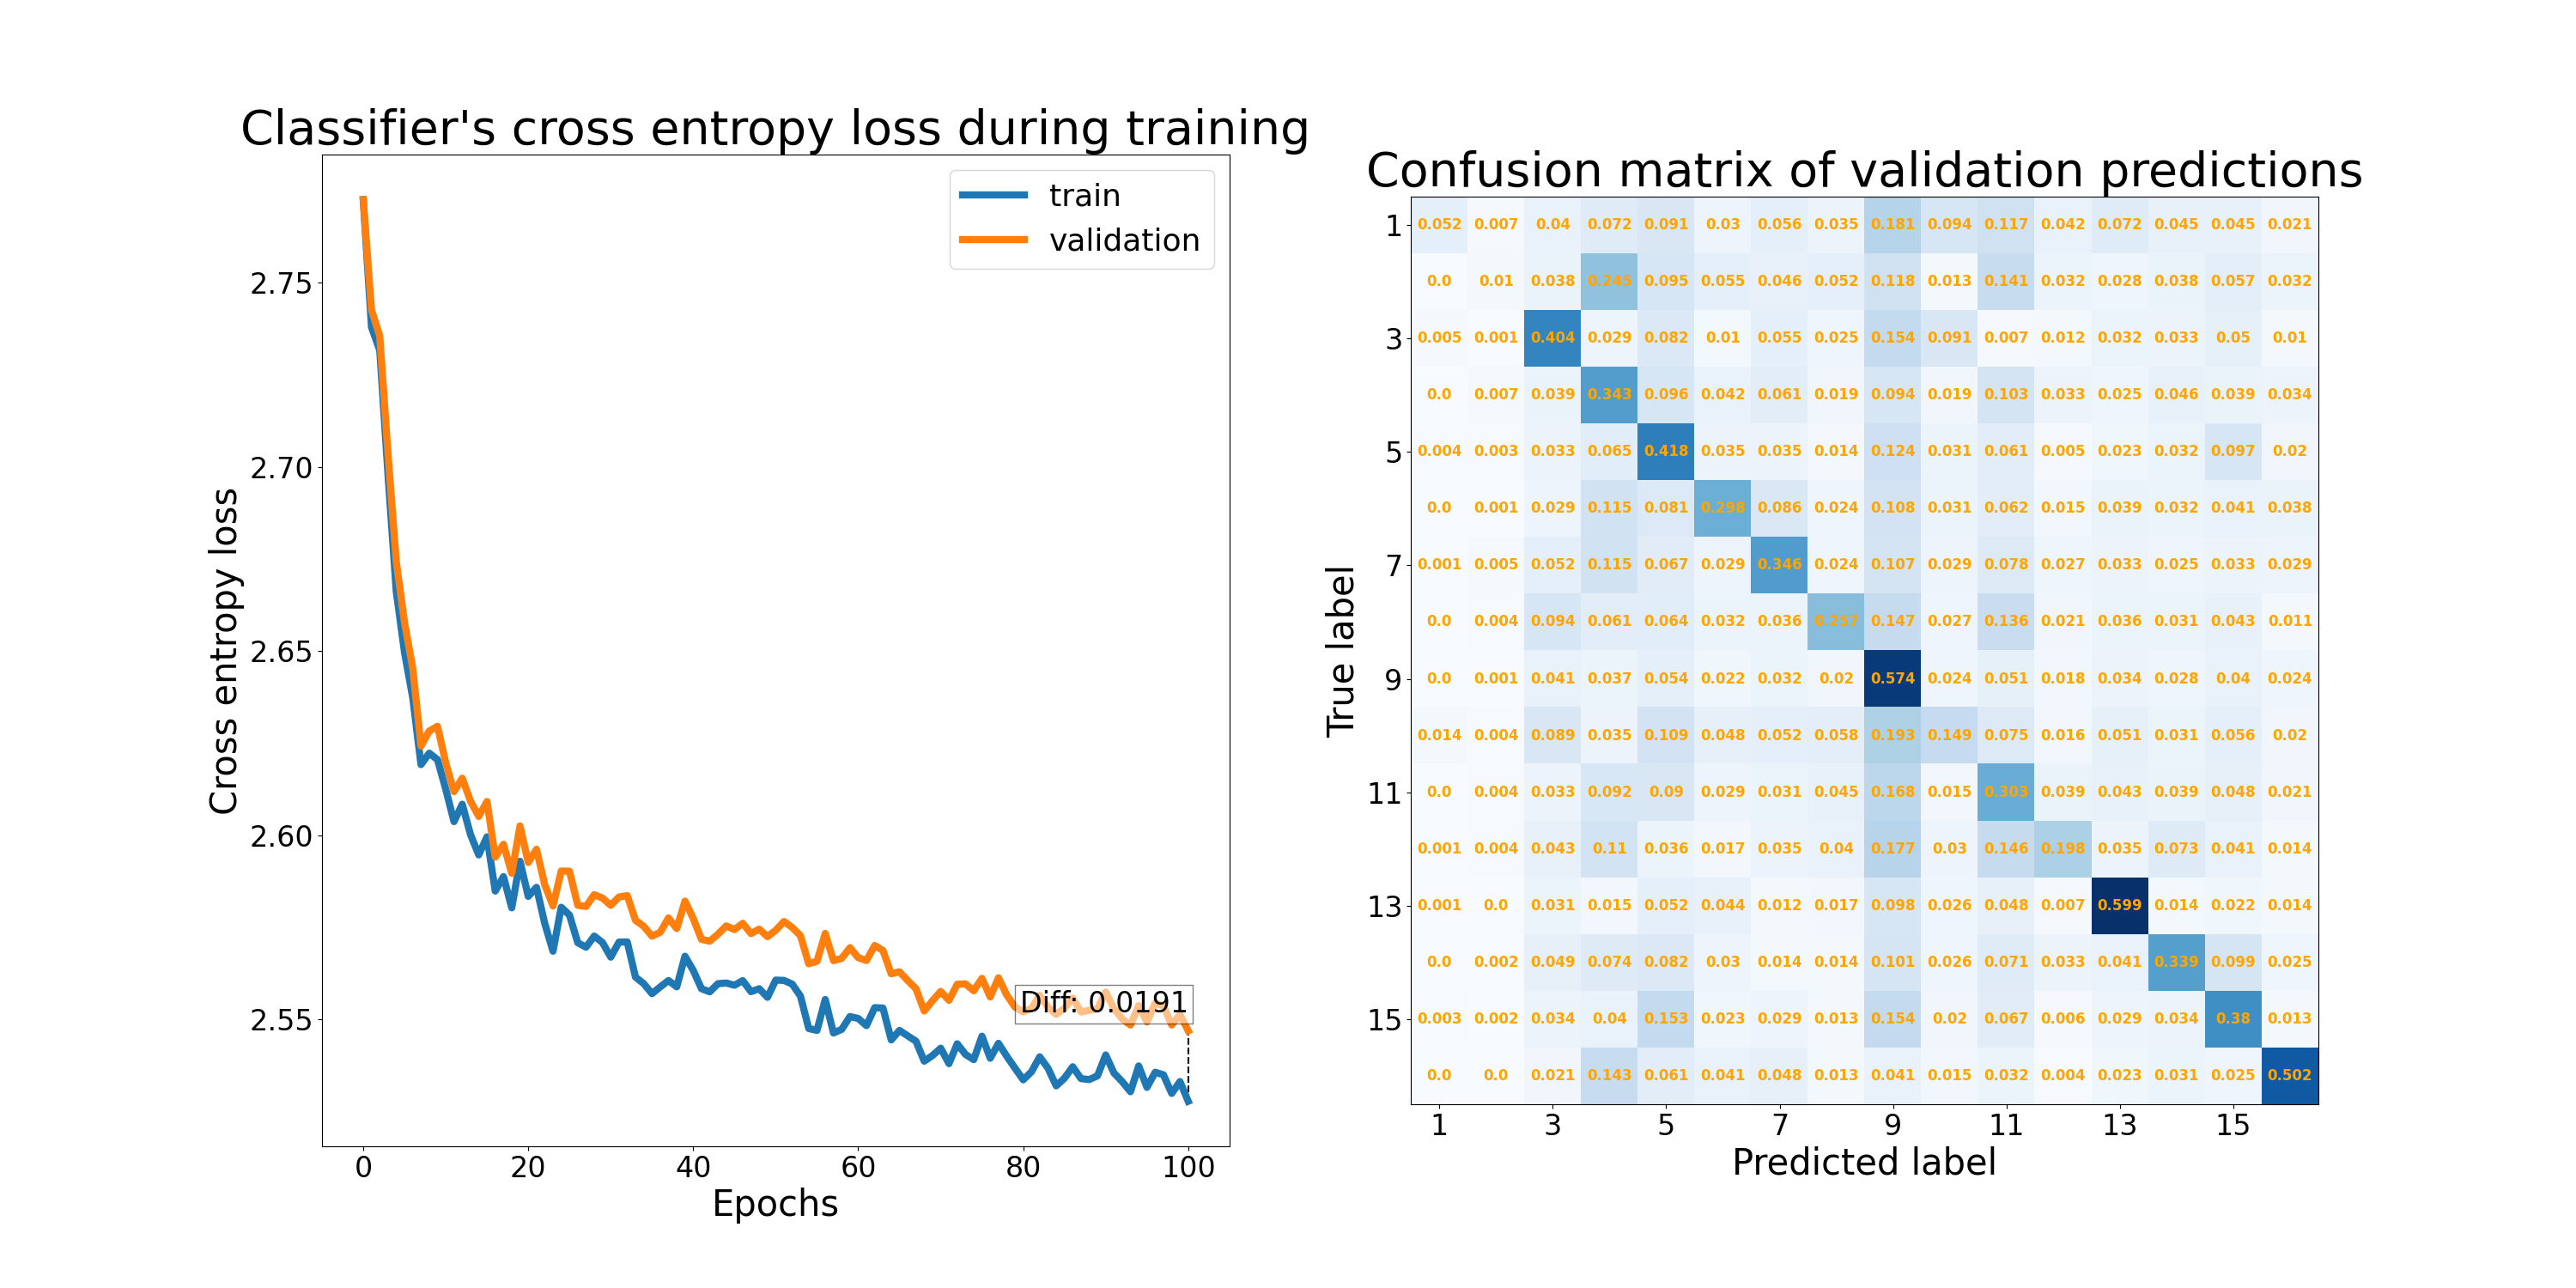 Classifier's cross entropy loss during training
train
validation
2.75
2.70
2.65
2.60
2.55
Cross entropy loss
Diff: 0.0191
0 20 40 60 80 100
Epochs
Confusion matrix of validation predictions
True label
1 0.052 0.007 0.04 0.072 0.091 0.03 0.056 0.035 0.181 0.094 0.117 0.042 0.072 0.045 0.045 0.021
0.0 0.01 0.038 0.245 0.095 0.055 0.046 0.052 0.118 0.013 0.141 0.032 0.028 0.038 0.057 0.032
3 0.005 0.001 0.404 0.029 0.082 0.01 0.055 0.025 0.154 0.091 0.007 0.012 0.032 0.033 0.05 0.01
0.0 0.007 0.039 0.343 0.096 0.042 0.061 0.019 0.094 0.019 0.103 0.033 0.025 0.046 0.039 0.034
5 0.004 0.003 0.033 0.065 0.418 0.035 0.035 0.014 0.124 0.031 0.061 0.005 0.023 0.032 0.097 0.02
0.0 0.001 0.029 0.115 0.081 0.298 0.086 0.024 0.108 0.031 0.062 0.015 0.039 0.032 0.041 0.038
7 0.001 0.005 0.052 0.115 0.067 0.029 0.346 0.024 0.107 0.029 0.078 0.027 0.033 0.025 0.033 0.029
0.0 0.004 0.094 0.061 0.064 0.032 0.036 0.257 0.147 0.027 0.136 0.021 0.036 0.031 0.043 0.011
9 0.0 0.001 0.041 0.037 0.054 0.022 0.032 0.02 0.574 0.024 0.051 0.018 0.034 0.028 0.04 0.024
0.014 0.004 0.089 0.035 0.109 0.048 0.052 0.058 0.193 0.149 0.075 0.016 0.051 0.031 0.056 0.02
11 0.0 0.004 0.033 0.092 0.09 0.029 0.031 0.045 0.168 0.015 0.303 0.039 0.043 0.039 0.048 0.021
0.001 0.004 0.043 0.11 0.036 0.017 0.035 0.04 0.177 0.03 0.146 0.198 0.035 0.073 0.041 0.014
13 0.001 0.0 0.031 0.015 0.052 0.044 0.012 0.017 0.098 0.026 0.048 0.007 0.599 0.014 0.022 0.014
0.0 0.002 0.049 0.074 0.082 0.03 0.014 0.014 0.101 0.026 0.071 0.033 0.041 0.339 0.099 0.025
15 0.003 0.002 0.034 0.04 0.153 0.023 0.029 0.013 0.154 0.02 0.067 0.006 0.029 0.034 0.38 0.013
0.0 0.0 0.021 0.143 0.061 0.041 0.048 0.013 0.041 0.015 0.032 0.004 0.023 0.031 0.025 0.502
1 3 5 7 9 11 13 15
Predicted label